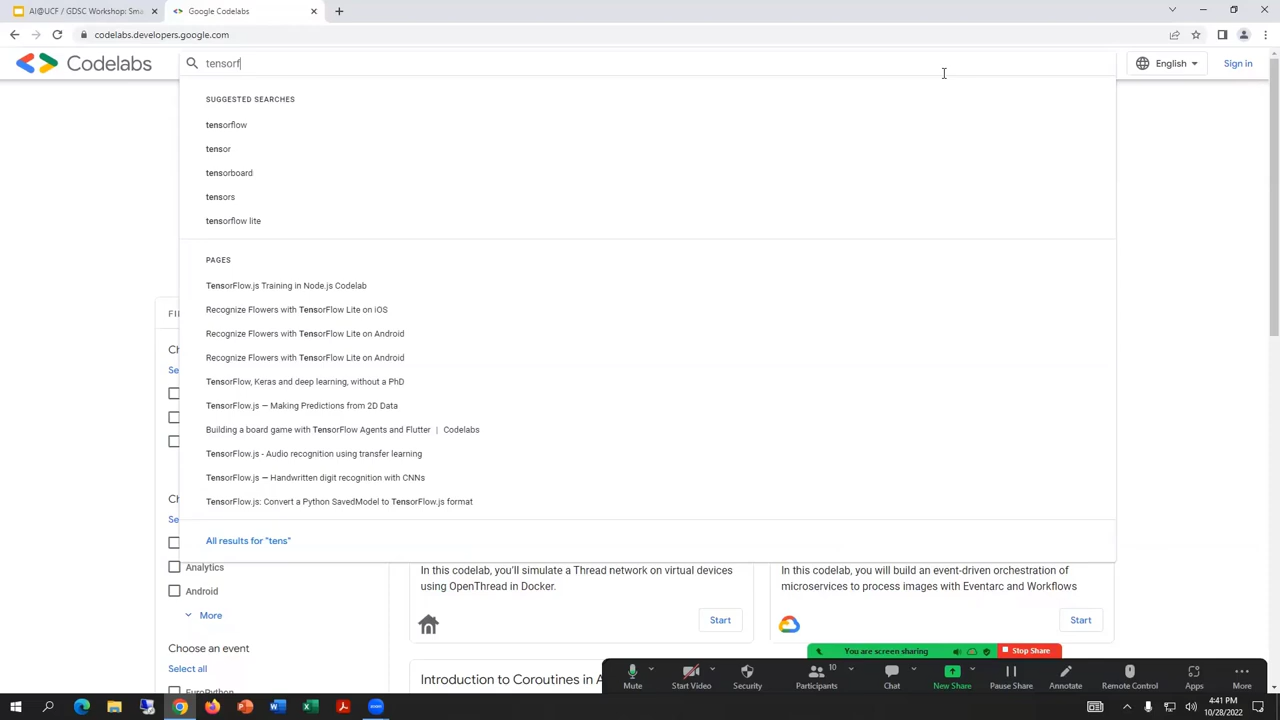 AI@UCF / GDSC Workshop: Sma
Google Codelabs
codelabs.developers.google.com
Codelabs
tensorf
English
Sign in
SUGGESTED SEARCHES
tensorflow
tensor
tensorboard
tensors
tensorflow lite
PAGES
TensorFlow.js Training in Node.js Codelab
Recognize Flowers with TensorFlow Lite on iOS
Recognize Flowers with TensorFlow Lite on Android
Recognize Flowers with TensorFlow Lite on Android
TensorFlow, Keras and deep learning, without a PhD
TensorFlow.js — Making Predictions from 2D Data
Building a board game with TensorFlow Agents and Flutter | Codelabs
TensorFlow.js - Audio recognition using transfer learning
TensorFlow.js — Handwritten digit recognition with CNNs
TensorFlow.js: Convert a Python SavedModel to TensorFlow.js format
All results for "tens"
FI
Ch
Se
Ch
Se
Analytics
Android
More
Choose an event
Select all
EuroPython
In this codelab, you'll simulate a Thread network on virtual devices
using OpenThread in Docker.
Start
In this codelab, you will build an event-driven orchestration of
microservices to process images with Eventarc and Workflows
Start
Introduction to Coroutines in A
You are screen sharing
Stop Share
Mute
Start Video
Security
10
Participants
Chat
New Share
Pause Share
Annotate
Remote Control
Apps
More
4:41 PM
10/28/2022